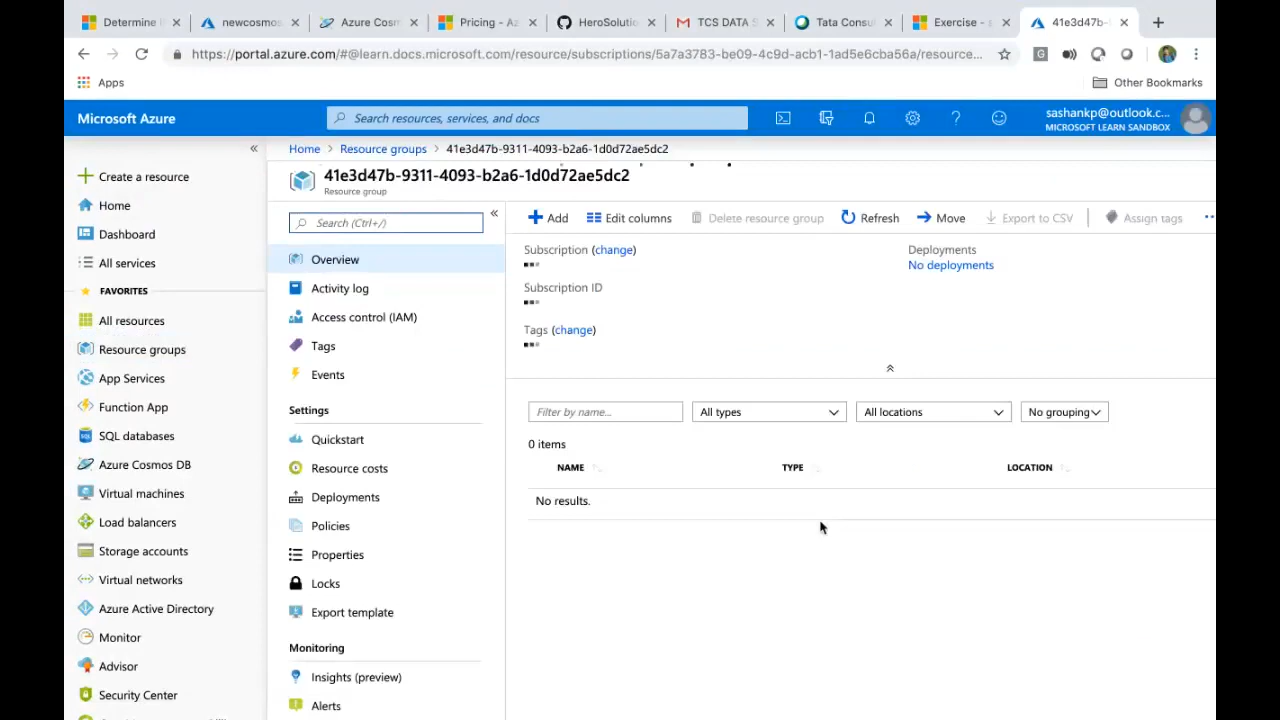 Determine
newcosmos
Azure Cosm
Pricing - Az
HeroSolutio
TCS DATA S
Tata Consul
Exercise - s
41e3d47b-
https://portal.azure.com/#@learn.docs.microsoft.com/resource/subscriptions/5a7a3783-be09-4c9d-acb1-1ad5e6cba56a/resource...
Apps
Other Bookmarks
Microsoft Azure
Search resources, services, and docs
sashankp@outlook.c...
MICROSOFT LEARN SANDBOX
Home > Resource groups > 41e3d47b-9311-4093-b2a6-1d0d72ae5dc2
41e3d47b-9311-4093-b2a6-1d0d72ae5dc2
Resource group
Create a resource
Home
Dashboard
All services
FAVORITES
All resources
Resource groups
App Services
Function App
SQL databases
Azure Cosmos DB
Virtual machines
Load balancers
Storage accounts
Virtual networks
Azure Active Directory
Monitor
Advisor
Security Center
Search (Ctrl+/)
Overview
Activity log
Access control (IAM)
Tags
Events
Settings
Quickstart
Resource costs
Deployments
Policies
Properties
Locks
Export template
Monitoring
Insights (preview)
Alerts
Add
Edit columns
Delete resource group
Refresh
Move
Export to CSV
Assign tags
Subscription (change)
Subscription ID
Tags (change)
Deployments
No deployments
Filter by name...
All types
All locations
No grouping
0 items
NAME
TYPE
LOCATION
No results.